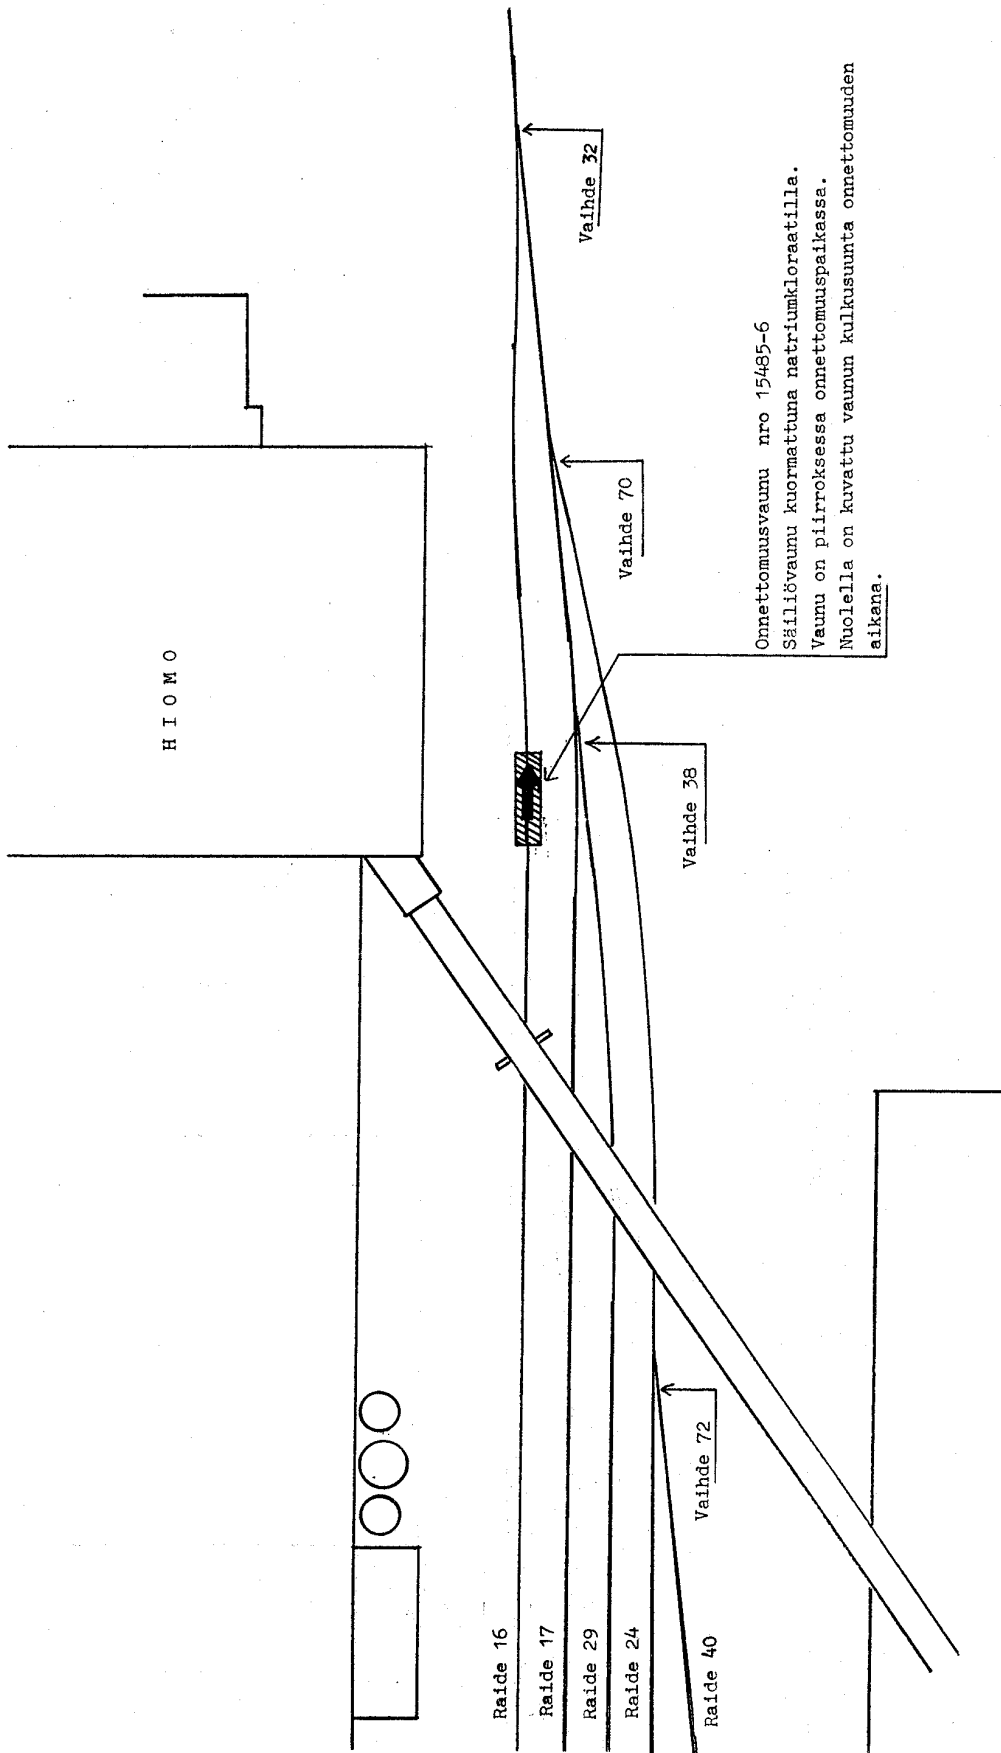 HIOMO
Vaihde 32
Vaihde 70
Vaihde 38
Vaihde 72
Onnettomuusvaunu nro 15485-6
Säiliövaunu kuormattuna natriumkloraatilla.
Vaunu on piirroksessa onnettomuuspaikassa.
Nuolella on kuvattu vaunun kulkusuunta onnettomuuden
aikana.
Raide 16
Raide 17
Raide 29
Raide 24
Raide 40